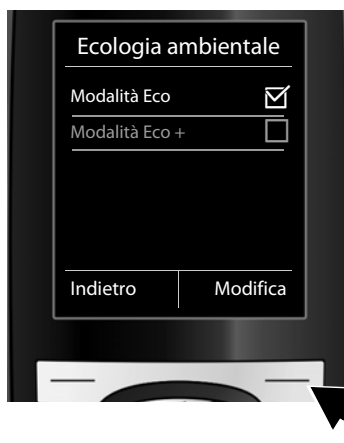 Ecologia ambientale
Modalità Eco
Modalità Eco +
Indietro Modifica